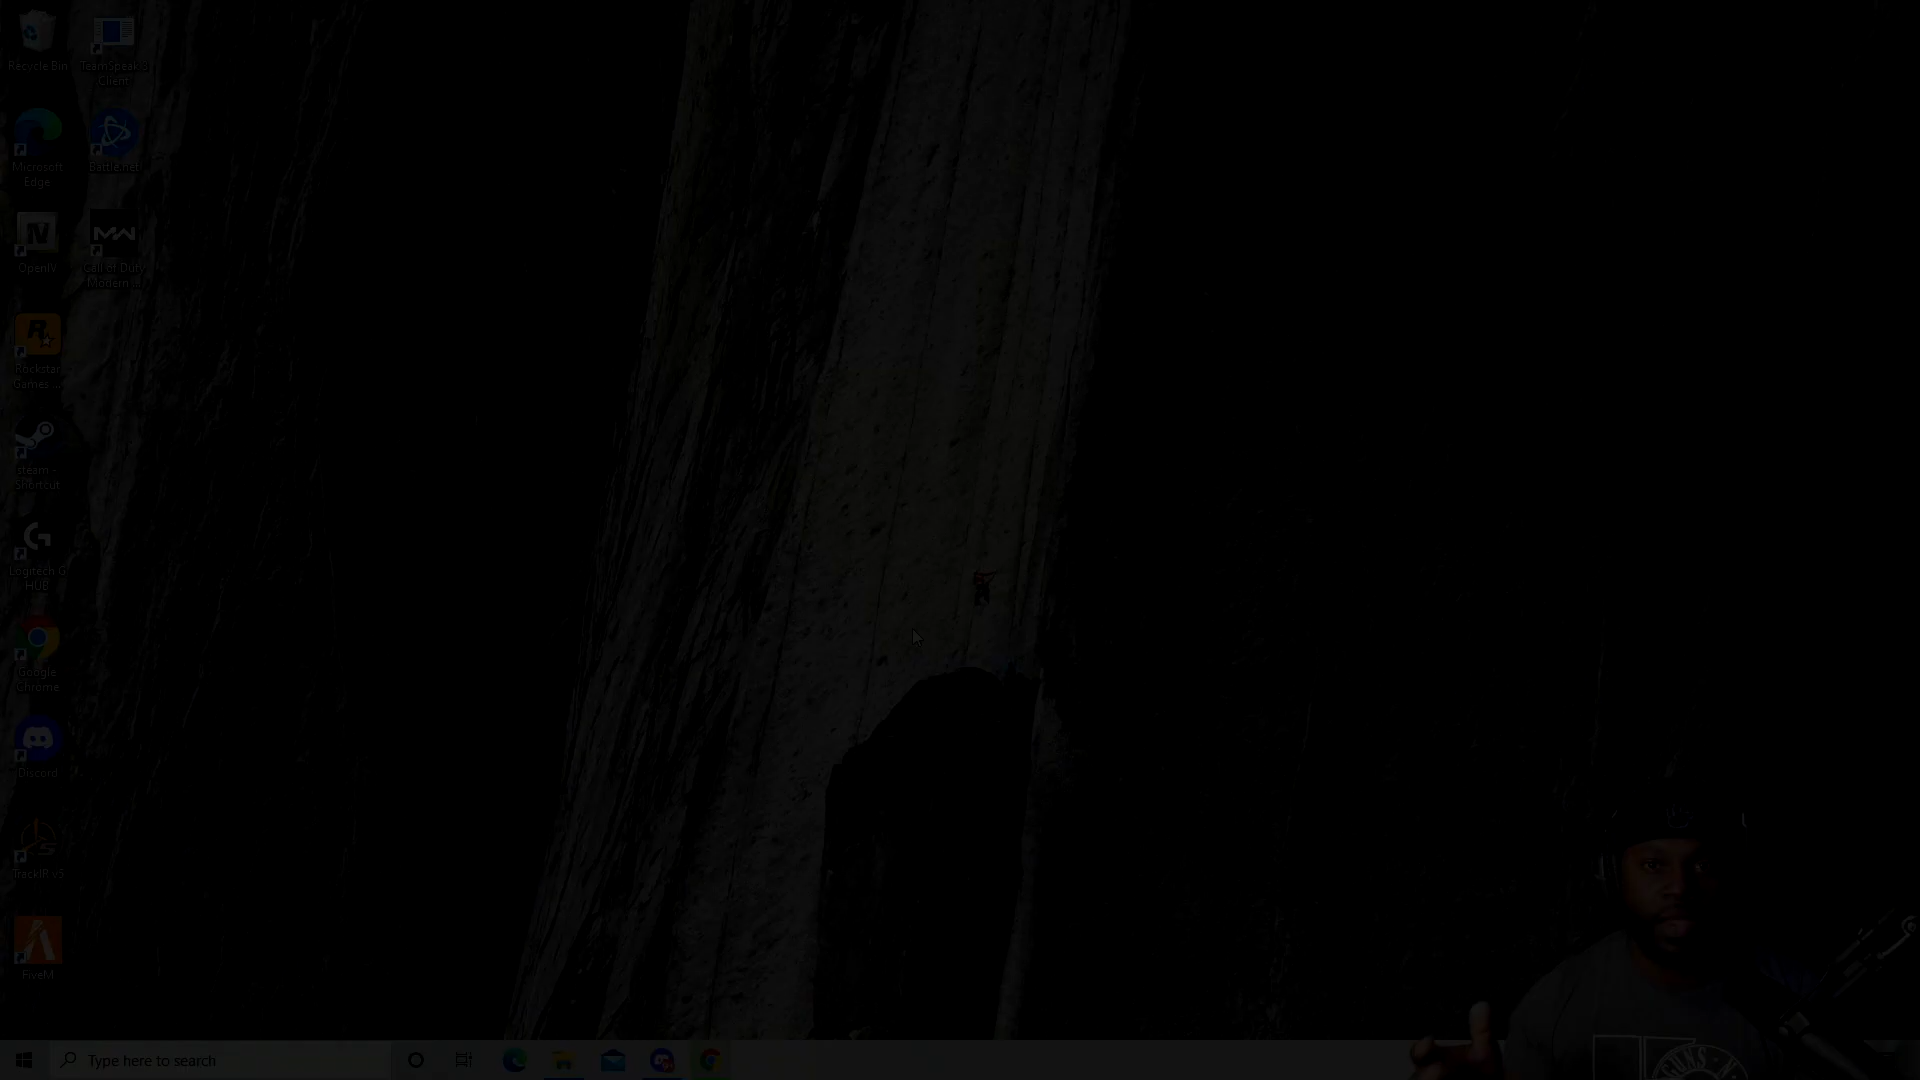 Recycle Bin
TeamSpeak 3
Client
Microsoft
Edge
Battle.net
OpenIV
Call of Duty
Modern ...
Rockstar
Games ...
steam -
Shortcut
Logitech G
HUB
Google
Chrome
Discord
TrackIR v5
FiveM
Type here to search
GUNS N